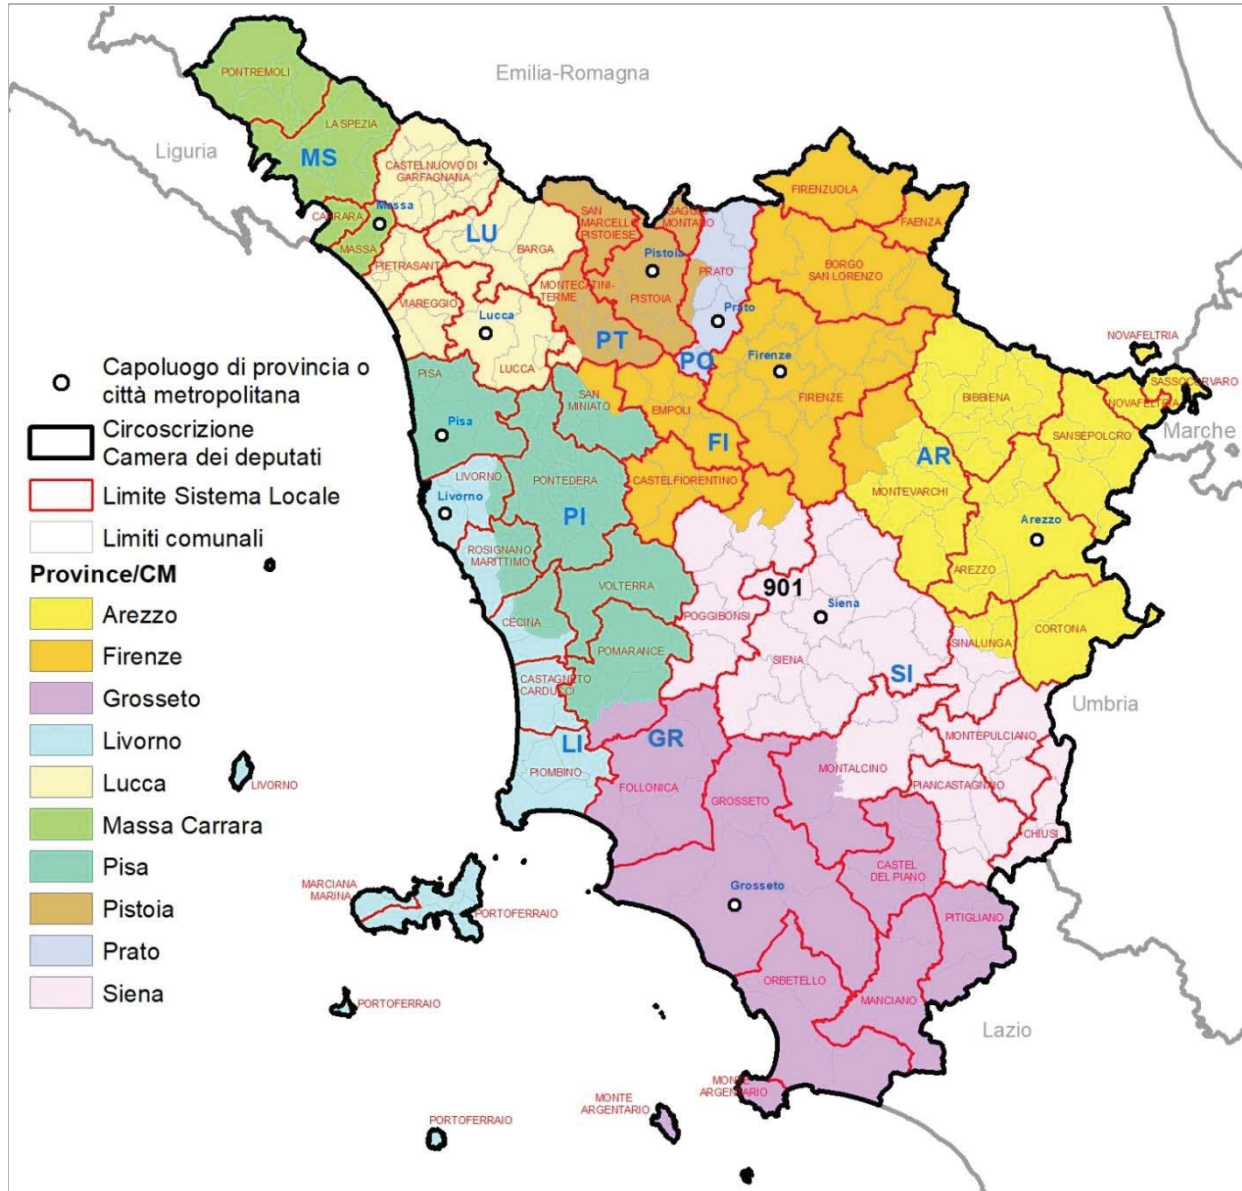 Emilia-Romagna
PONTREMOLI
LA SPEZIA
Liguria
MS
CASTELNUOVO DI
GARFAGNANA
FIRENZUOLA
FAENZA
CARRARA
Massa
MASSA
LU
BARGA
SAN
MARCELLO
PISTOIESE
GAGGIO
MONTANO
Pistoia
PISTOIA
PRATO
Prato
BORGO
SAN LORENZO
PIETRASANTA
MONTECATINI-
TERME
VIAREGGIO
Lucca
LUCCA
PT
PO
Firenze
FIRENZE
NOVAFELTRIA
SASSOCORVARO
NOVAFELTRIA
Marche
PISA
Pisa
SAN
MINIATO
EMPOLI
FI
BIBBIENA
SANSEPOLCRO
AR
LIVORNO
Livorno
PONTEDERA
CASTELFIORENTINO
MONTEVARCHI
PI
Arezzo
AREZZO
ROSIGNANO
MARITTIMO
VOLTERRA
901
Siena
CECINA
POGGIBONSI
SINALUNGA
CORTONA
POMARANCE
SIENA
SI
CASTAGNETO
CARDUCCI
Umbria
LI
GR
MONTEPULCIANO
PIOMBINO
FOLLONICA
GROSSETO
MONTALCINO
PIANCASTAGNAIO
CHIUSI
LIVORNO
CASTEL
DEL PIANO
Grosseto
MARCIANA
MARINA
PORTOFERRAIO
PITIGLIANO
ORBETELLO
MANCIANO
PORTOFERRAIO
Lazio
MONTE
ARGENTARIO
MONTE
ARGENTARIO
PORTOFERRAIO
Capoluogo di provincia o
città metropolitana
Circoscrizione
Camera dei deputati
Limite Sistema Locale
Limiti comunali
Province/CM
Arezzo
Firenze
Grosseto
Livorno
Lucca
Massa Carrara
Pisa
Pistoia
Prato
Siena